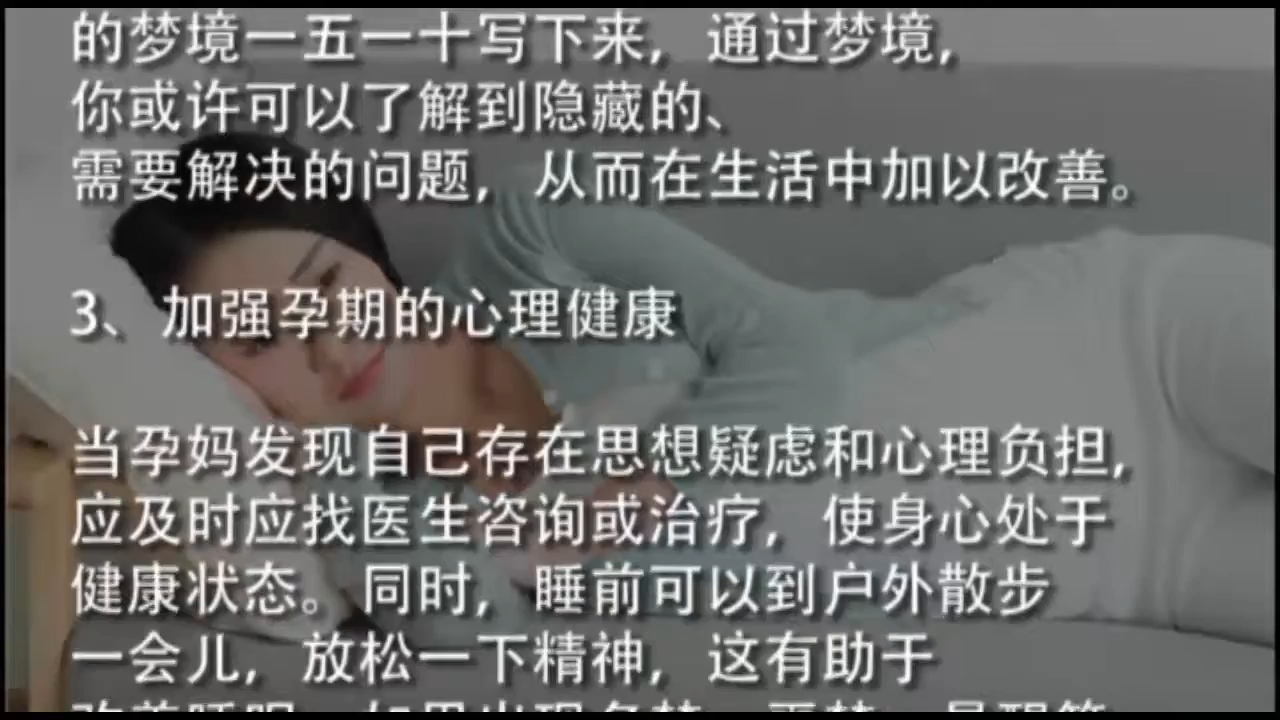 的梦境一五一十写下来，通过梦境，
你或许可以了解到隐藏的、
需要解决的问题，从而在生活中加以改善。
3、加强孕期的心理健康
当孕妈发现自己存在思想疑虑和心理负担，
应及时应找医生咨询或治疗，使身心处于
健康状态。同时，睡前可以到户外散步
一会儿，放松一下精神，这有助于